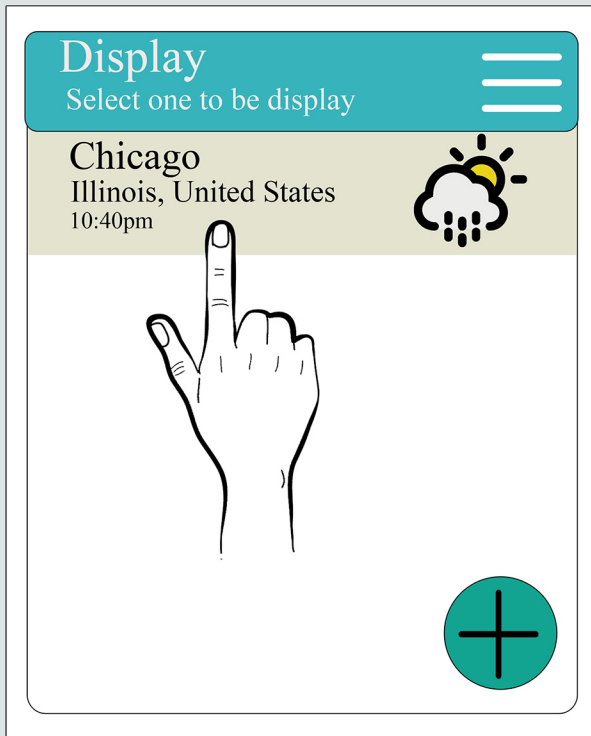 Display
Select one to be display
Chicago
Illinois, United States
10:40pm